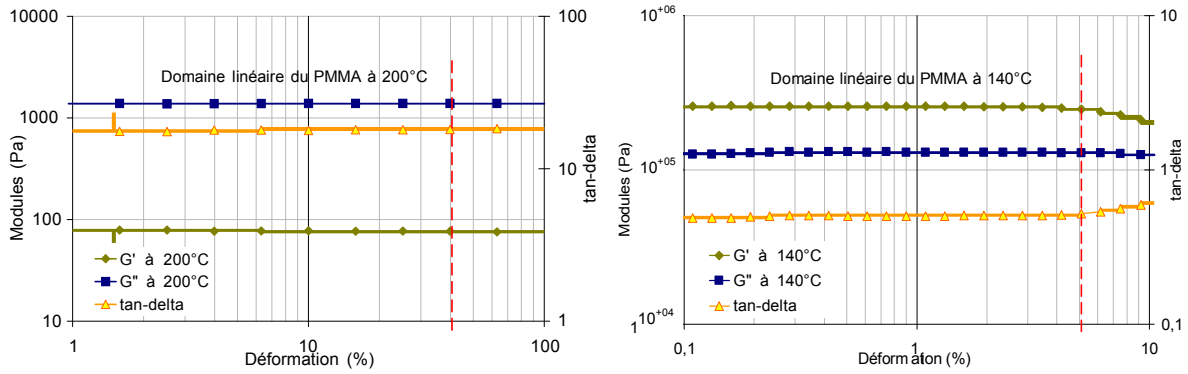 10000
1000
100
10
Modules (Pa)
Domaine linéaire du PMMA à 200°C
G' à 200°C
G" à 200°C
tan-delta
1
10
100
Déformation (%)
100
10
1
tan-delta
10+06
10+05
1 10+04
Modules (Pa)
Domaine linéaire du PMMA à 140°C
G' à 140°C
G" à 140°C
tan-delta
0,1
1
10
Déformation (%)
10
1
0,1
tan-delta